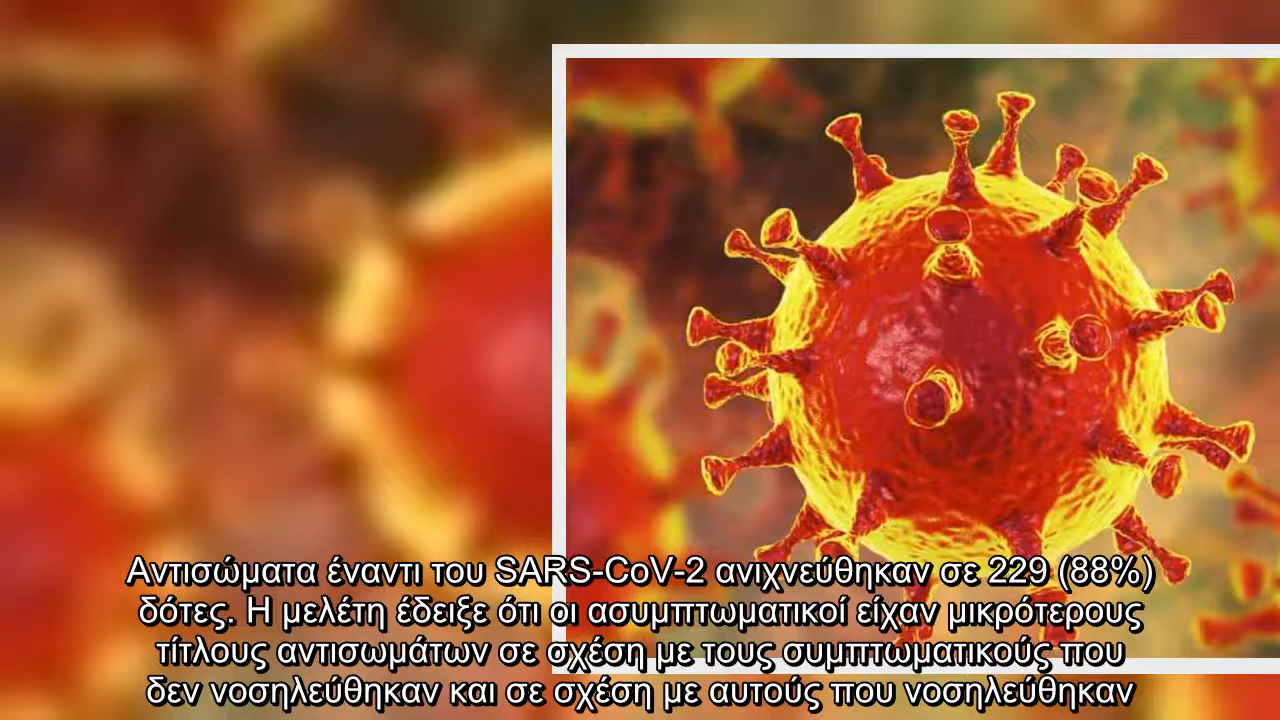 Αντισώματα έναντι του SARS-CoV-2 ανιχνεύθηκαν σε 229 (88%)
δότες. Η μελέτη έδειξε ότι οι ασυμπτωματικοί είχαν μικρότερους
τίτλους αντισωμάτων σε σχέση με τους συμπτωματικούς που
δεν νοσηλεύθηκαν και σε σχέση με αυτούς που νοσηλεύθηκαν